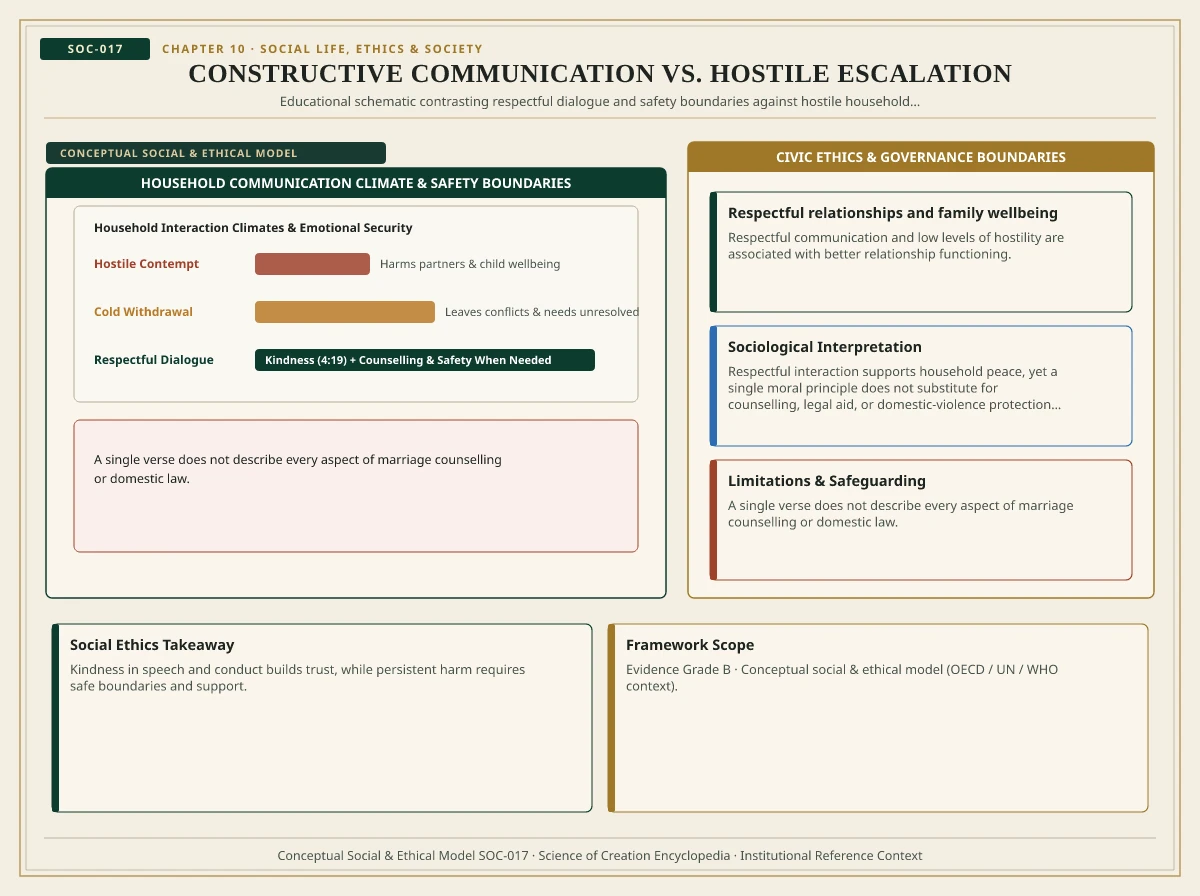 SOC-017
CHAPTER 10 · SOCIAL LIFE, ETHICS & SOCIETY
CONSTRUCTIVE COMMUNICATION VS. HOSTILE ESCALATION
Educational schematic contrasting respectful dialogue and safety boundaries against hostile household...
CONCEPTUAL SOCIAL & ETHICAL MODEL
HOUSEHOLD COMMUNICATION CLIMATE & SAFETY BOUNDARIES
Household Interaction Climates & Emotional Security
Hostile Contempt
Harms partners & child wellbeing
Cold Withdrawal
Leaves conflicts & needs unresolved
Respectful Dialogue
Kindness (4:19) + Counselling & Safety When Needed
A single verse does not describe every aspect of marriage counselling
or domestic law.
CIVIC ETHICS & GOVERNANCE BOUNDARIES
Respectful relationships and family wellbeing
Respectful communication and low levels of hostility are
associated with better relationship functioning.
Sociological Interpretation
Respectful interaction supports household peace, yet a
single moral principle does not substitute for
counselling, legal aid, or domestic-violence protection...
Limitations & Safeguarding
A single verse does not describe every aspect of marriage
counselling or domestic law.
Social Ethics Takeaway
Kindness in speech and conduct builds trust, while persistent harm requires
safe boundaries and support.
Framework Scope
Evidence Grade B · Conceptual social & ethical model (OECD / UN / WHO
context).
Conceptual Social & Ethical Model SOC-017 · Science of Creation Encyclopedia · Institutional Reference Context